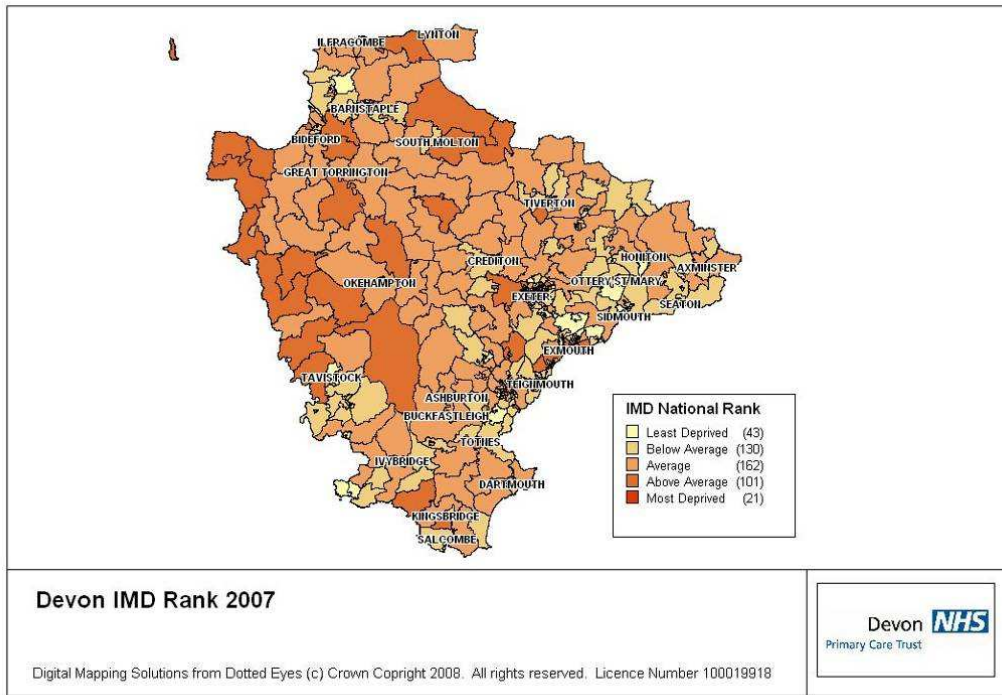 LYNTON
ILFRACOMBE
BARNSTAPLE
BIDEFORD
SOUTH MOLTON
GREAT TORRINGTON
TIVERTON
CREDITON
HONITON
OKEHAMPTON
EXETER
OTTERY ST MARY
AXMINSTER
SEATON
SIDMOUTH
EXMOUTH
TAVISTOCK
TEIGNMOUTH
ASHBURTON
BUCKFASTLEIGH
TOTNES
IVYBRIDGE
DARTMOUTH
KINGSBRIDGE
SALCOMBE
IMD National Rank
Least Deprived (43)
Below Average (130)
Average (162)
Above Average (101)
Most Deprived (21)
Devon IMD Rank 2007
Digital Mapping Solutions from Dotted Eyes (c) Crown Copright 2008. All rights reserved. Licence Number 100019918
Devon NHS
Primary Care Trust